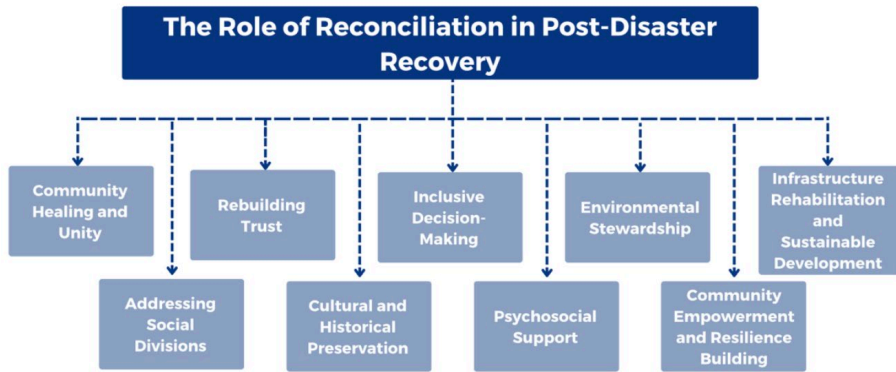 The Role of Reconciliation in Post-Disaster
Recovery
Community
Healing and
Unity
Rebuilding
Trust
Inclusive
Decision-
Making
Environmental
Stewardship
Infrastructure
Rehabilitation
and
Sustainable
Development
Addressing
Social
Divisions
Cultural and
Historical
Preservation
Psychosocial
Support
Community
Empowerment
and Resilience
Building